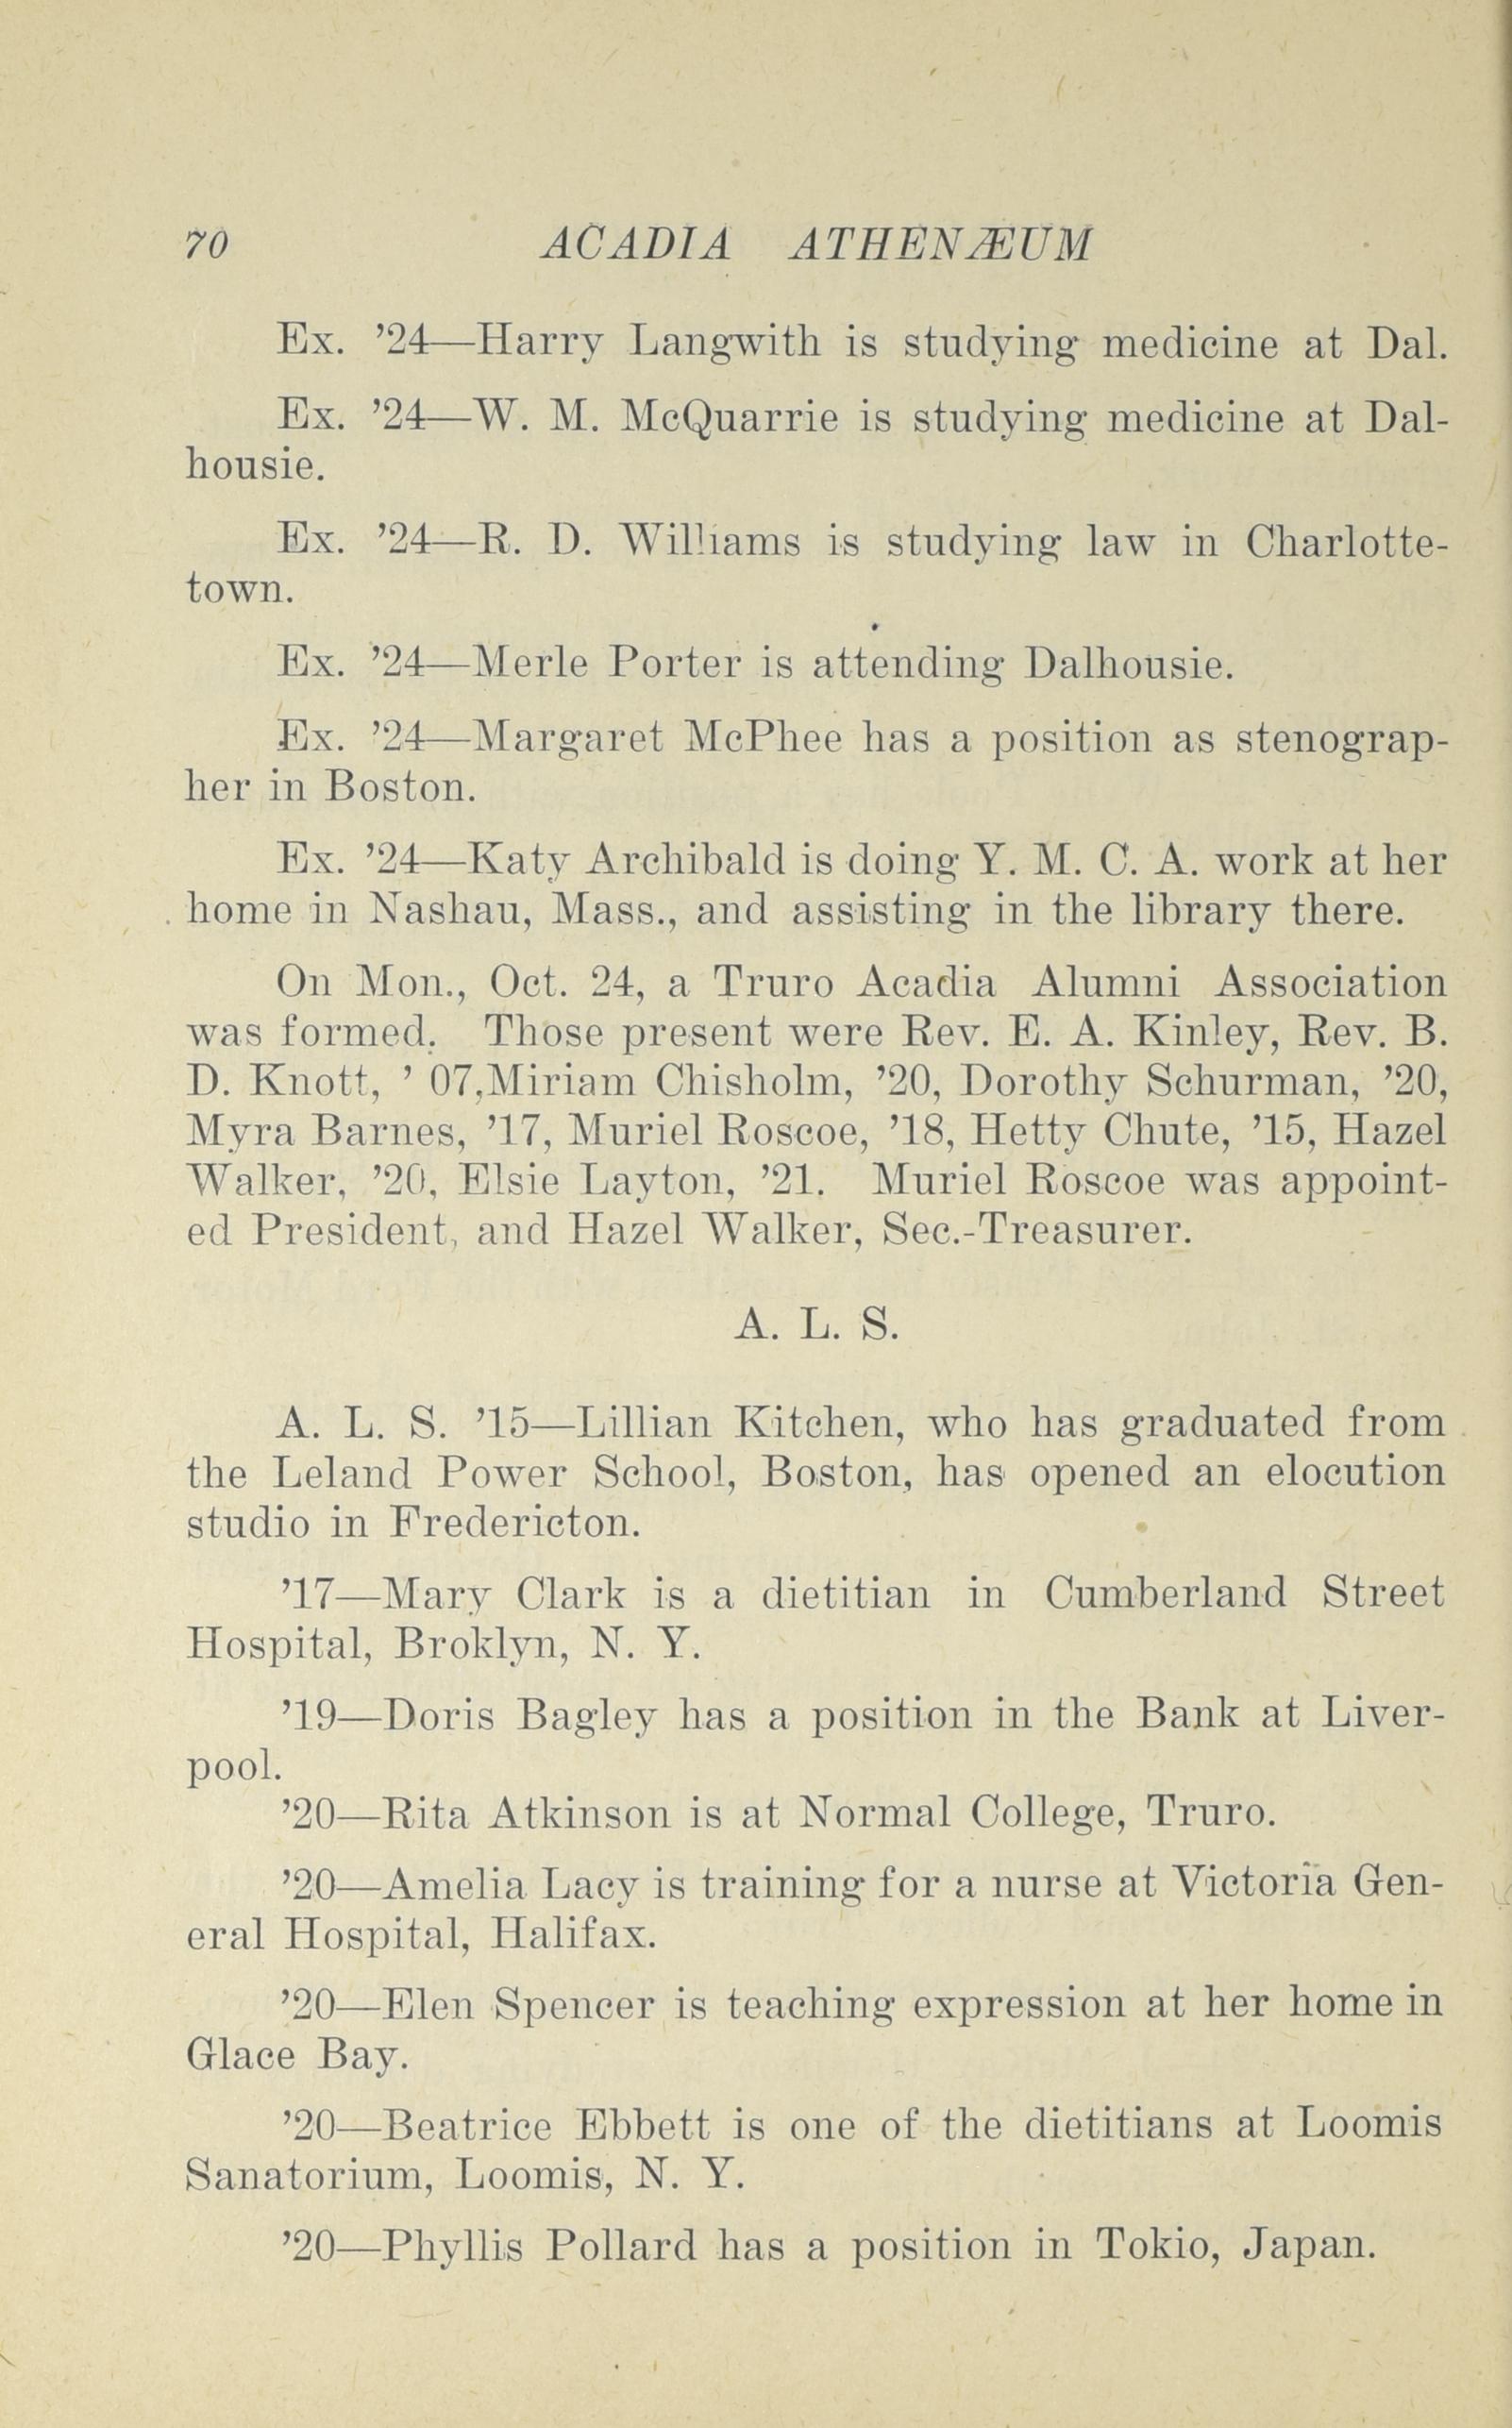 70 ACADIA ATHENÆUM
Ex. ’24—Harry Langwith is studying medicine at Dal.
Ex. ’24—W. M. McQuarrie is studying medicine at Dal-
housie.
Ex. ’24—R. D. Williams is studying law in Charlotte-
town.
Ex. ’24—Merle Porter is attending Dalhousie.
Ex. ’24—Margaret McPhee has a position as stenograp-
her in Boston.
Ex. ’24—Katy Archibald is doing Y. M. C. A. work at her
home in Nashau, Mass., and assisting in the library there.
On Mon., Oct. 24, a Truro Acadia Alumni Association
was formed. Those present were Rev. E. A. Kinley, Rev. B.
D. Knott, ’ 07,Miriam Chisholm, ’20, Dorothy Schurman, ’20,
Myra Barnes, ’17, Muriel Roscoe, ’18, Hetty Chute, ’15, Hazel
Walker, ’20, Elsie Layton, ’21. Muriel Roscoe was appoint-
ed President, and Hazel Walker, Sec.-Treasurer.
A. L. S.
A. L. S. ’15—Lillian Kitchen, who has graduated from
the Leland Power School, Boston, has opened an elocution
studio in Fredericton.
’17—Mary Clark is a dietitian in Cumberland Street
Hospital, Broklyn, N. Y.
’19—Doris Bagley has a position in the Bank at Liver-
pool.
’20—Rita Atkinson is at Normal College, Truro.
’20—Amelia Lacy is training for a nurse at Victoria Gen-
eral Hospital, Halifax.
’20—Elen Spencer is teaching expression at her home in
Glace Bay.
’20—Beatrice Ebbett is one of the dietitians at Loomis
Sanatorium, Loomis, N. Y.
’20—Phyllis Pollard has a position in Tokio, Japan.